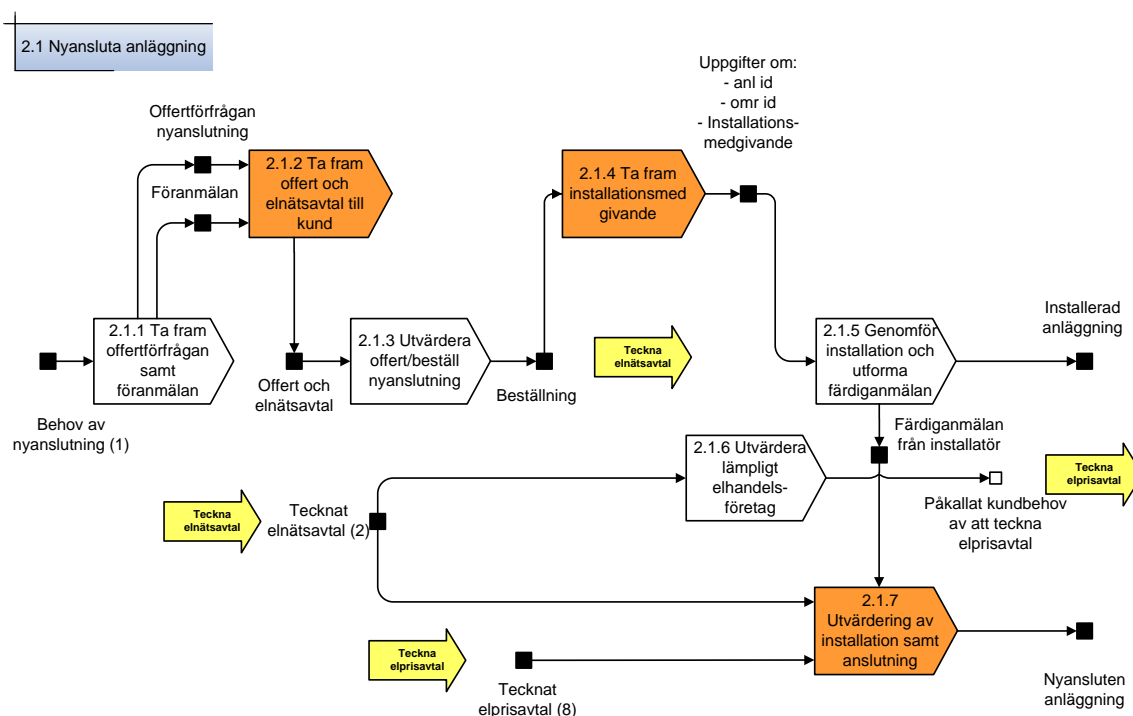 2.1 Nyansluta anläggning
Uppgifter om:
- anl id
- omr id
- Installations-
medgivande
Offertförfrågan
nyanslutning
2.1.2 Ta fram
offert och
elnätsavtal till
kund
2.1.4 Ta fram
installationsmed
givande
Föranmälan
2.1.1 Ta fram
offertförfrågan
samt
föranmälan
2.1.3 Utvärdera
offert/beställ
nyanslutning
Teckna
elnätsavtal
2.1.5 Genomför
installation och
utforma
färdiganmälan
Installerad
anläggning
Offert och
elnätsavtal
Beställning
Behov av
nyanslutning (1)
Färdiganmälan
från installatör
2.1.6 Utvärdera
lämpligt
elhandels-
företag
Teckna
elprisavtal
Påkallat kundbehov
av att teckna
elprisavtal
Teckna
elnätsavtal
Tecknat
elnätsavtal (2)
2.1.7
Utvärdering av
installation samt
anslutning
Teckna
elprisavtal
Tecknat
elprisavtal (8)
Nyansluten
anläggning